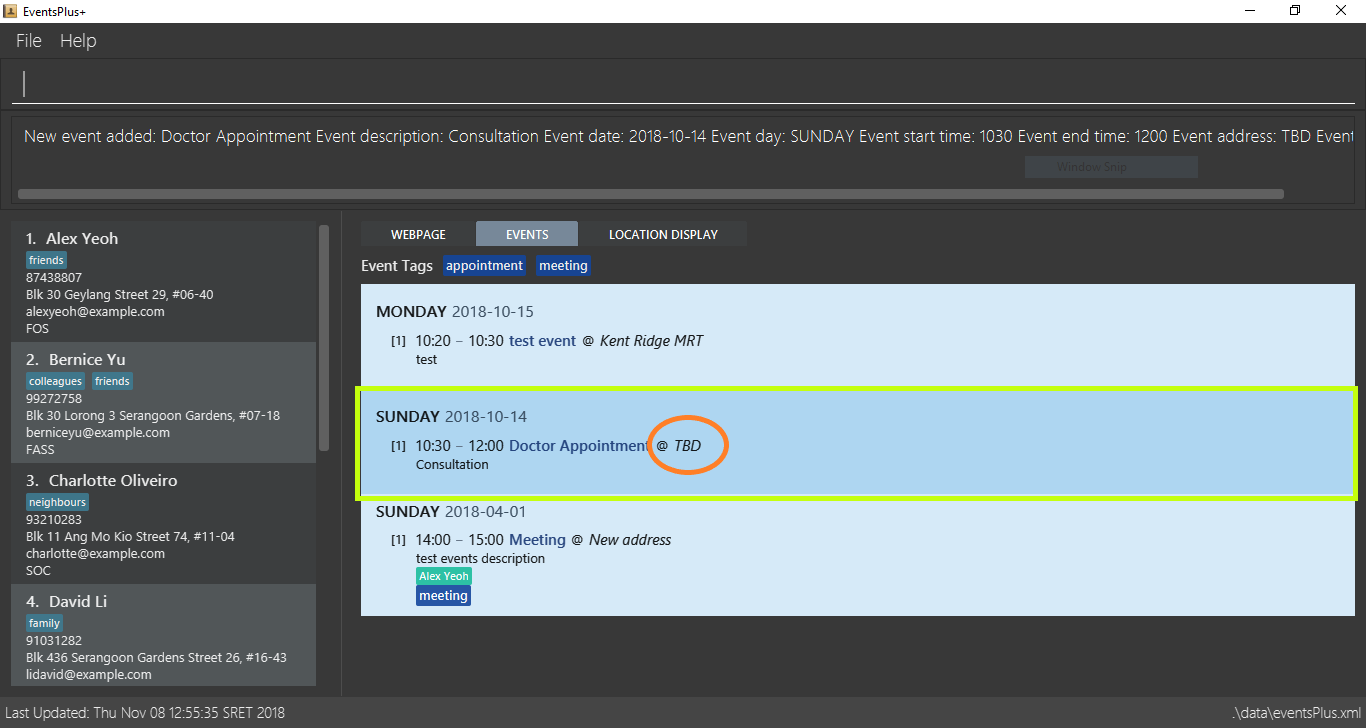 EventsPlus+
File Help
New event added: Doctor Appointment Event description: Consultation Event date: 2018-10-14 Event day: SUNDAY Event start time: 1030 Event end time: 1200 Event address: TBD Event
Window Snip
1. Alex Yeoh
friends
87438807
Blk 30 Geylang Street 29, #06-40
alexyeoh@example.com
FOS
2. Bernice Yu
colleagues friends
99272758
Blk 30 Lorong 3 Serangoon Gardens, #07-18
berniceyu@example.com
FASS
3. Charlotte Oliveiro
neighbours
93210283
Blk 11 Ang Mo Kio Street 74, #11-04
charlotte@example.com
SOC
4. David Li
family
91031282
Blk 436 Serangoon Gardens Street 26, #16-43
lidavid@example.com
WEBPAGE EVENTS LOCATION DISPLAY
Event Tags appointment meeting
MONDAY 2018-10-15
[1] 10:20 – 10:30 test event @ Kent Ridge MRT
test
SUNDAY 2018-10-14
[1] 10:30 – 12:00 Doctor Appointment @ TBD
Consultation
SUNDAY 2018-04-01
[1] 14:00 – 15:00 Meeting @ New address
test events description
Alex Yeoh
meeting
Last Updated: Thu Nov 08 12:55:35 SRET 2018
.\data\eventsPlus.xml